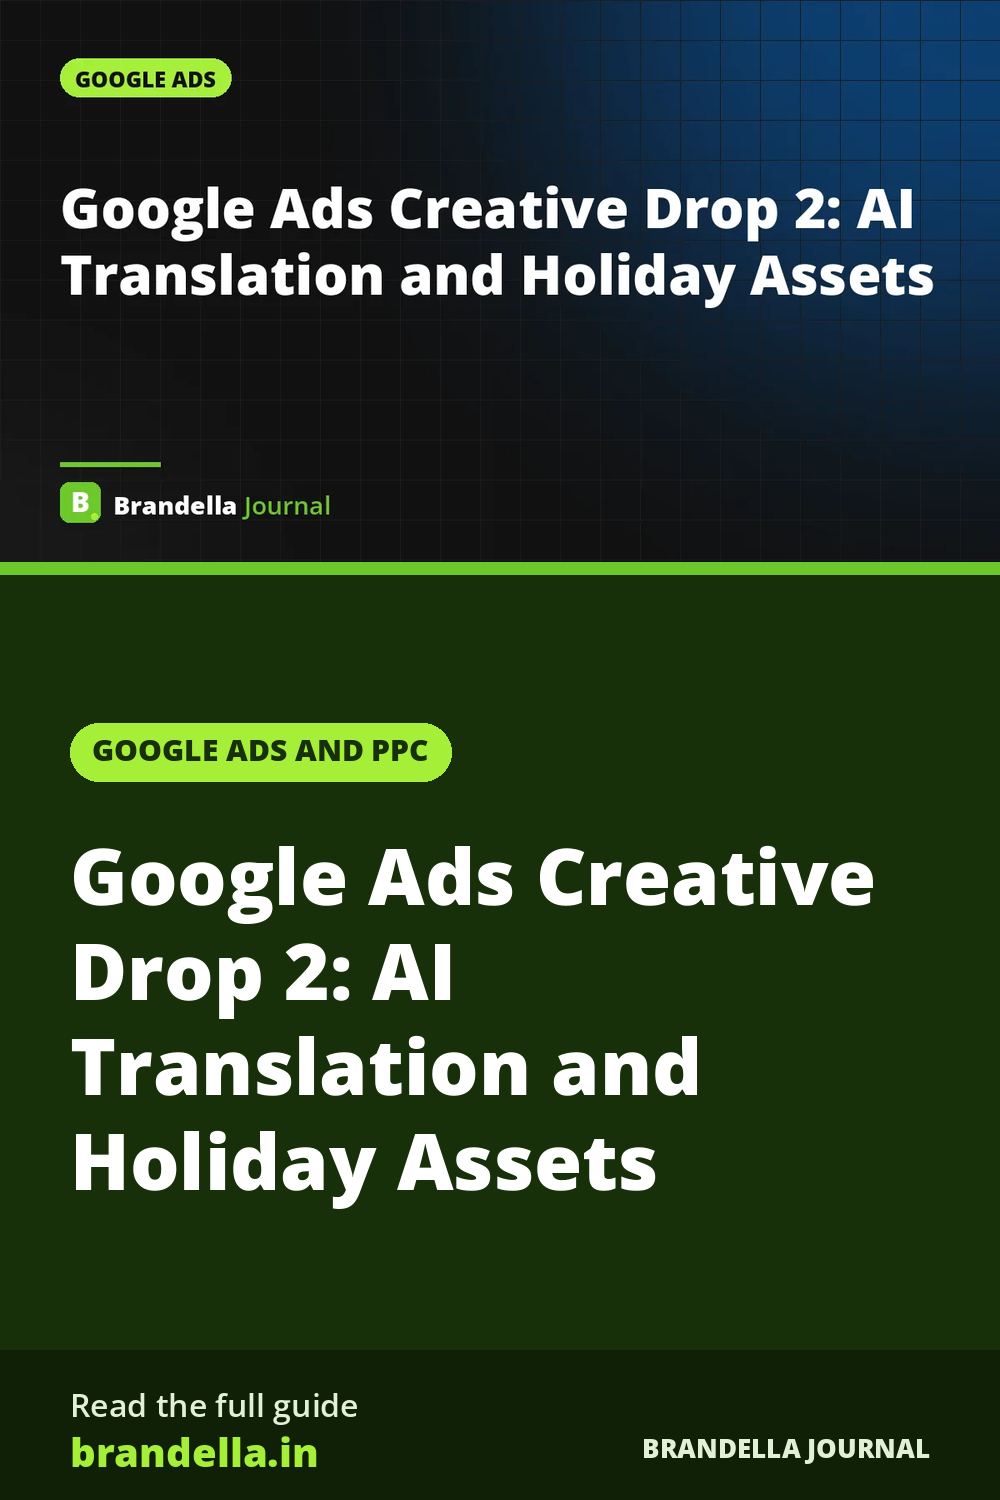 GOOGLE ADS
Google Ads Creative Drop 2: AI
Translation and Holiday Assets
B.
Brandella Journal
GOOGLE ADS AND PPC
Google Ads Creative
Drop 2: AI
Translation and
Holiday Assets
Read the full guide
brandella.in
BRANDELLA JOURNAL